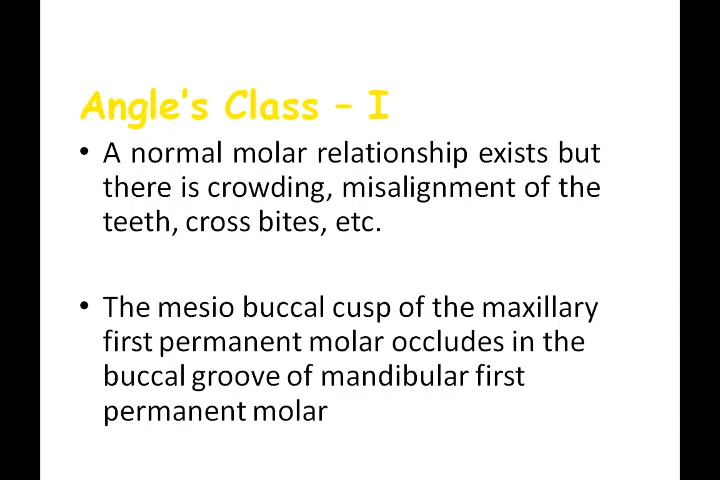 Angle's Class – I
• A normal molar relationship exists but
there is crowding, misalignment of the
teeth, cross bites, etc.
• The mesio buccal cusp of the maxillary
first permanent molar occludes in the
buccal groove of mandibular first
permanent molar